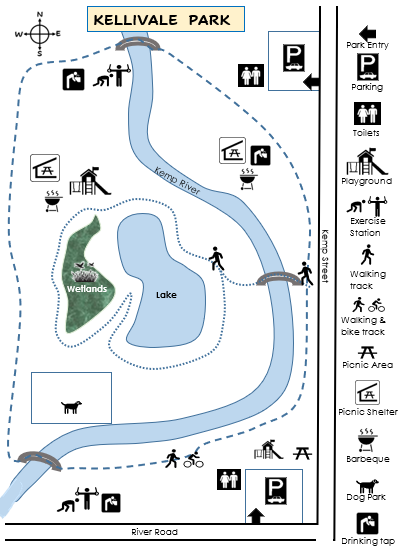 KELLIVALE PARK
N
W E
S
P
Park Entry
P
Parking
Toilets
Playground
Exercise
Station
Kemp River
Kemp Street
Walking
track
Wetlands
Lake
Walking &
bike track
Picnic Area
Picnic Shelter
Barbeque
Dog Park
P
Drinking tap
River Road